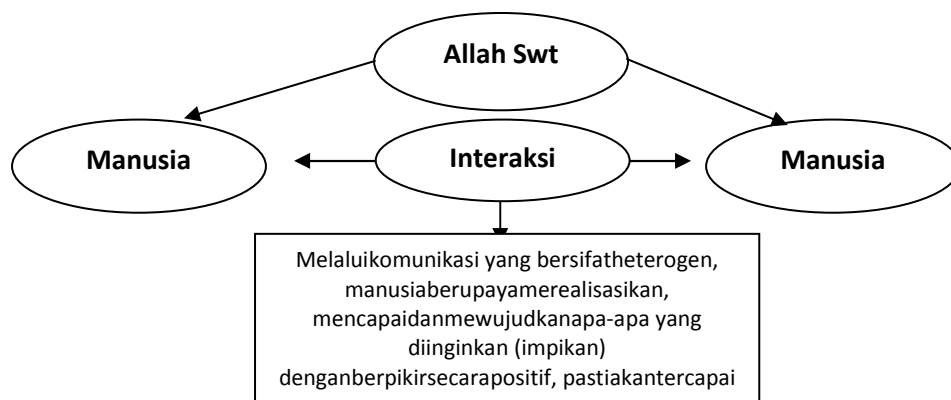 Allah Swt
Manusia
Interaksi
Manusia
Melaluikomunikasi yang bersifatheterogen,
manusiaberupayamerealisasikan,
mencapaidanmewujudkanapa-apa yang
diinginkan (impikan)
denganberpikirsecarapositif, pastiakantercapai